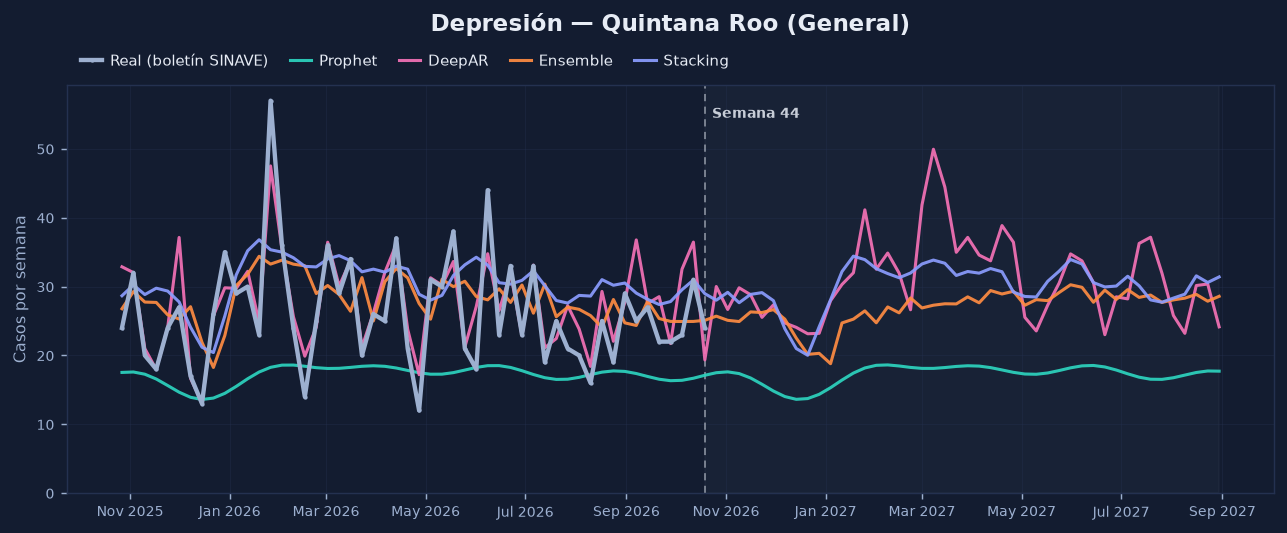 Depresión — Quintana Roo (General)
Real (boletín SINAVE) Prophet DeepAR Ensemble Stacking
Semana 44
Casos por semana
50
40
30
20
10
0
Nov 2025 Jan 2026 Mar 2026 May 2026 Jul 2026 Sep 2026 Nov 2026 Jan 2027 Mar 2027 May 2027 Jul 2027 Sep 2027